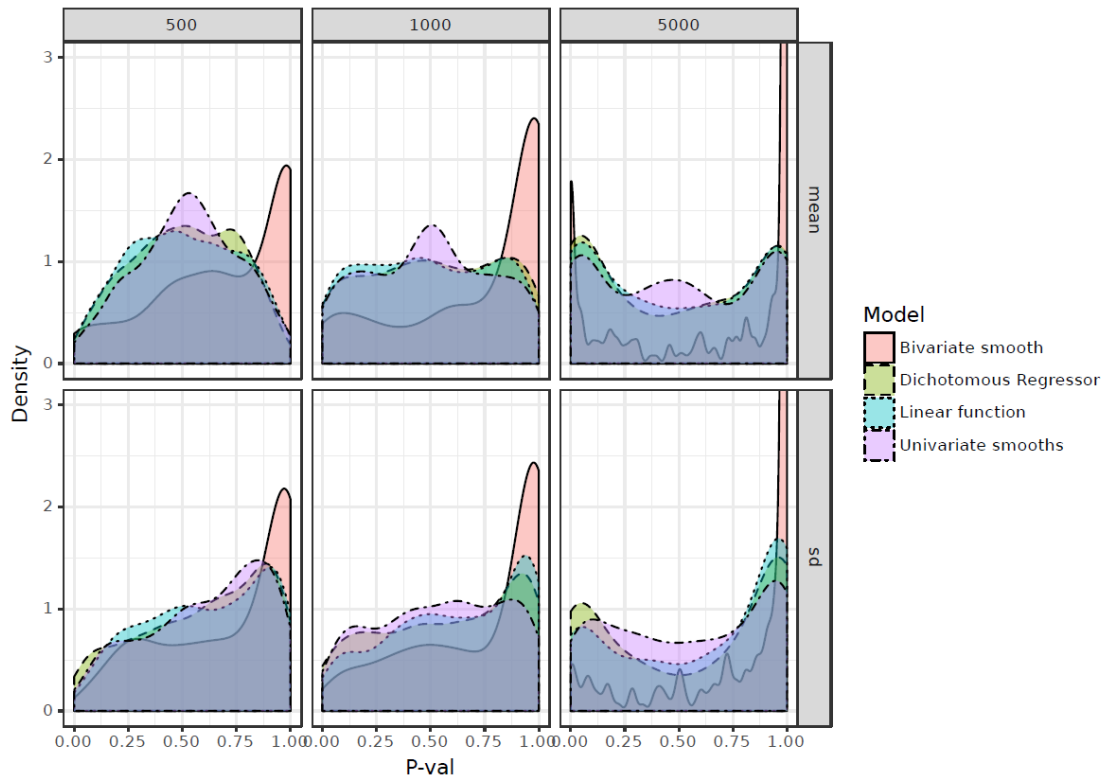 500 1000 5000
3
2
1
0
mean
3
2
1
0
sd
Density
0.00 0.25 0.50 0.75 1.00 0.00 0.25 0.50 0.75 1.00 0.00 0.25 0.50 0.75 1.00
P-val
Model
Bivariate smooth
Dichotomous Regressor
Linear function
Univariate smooths